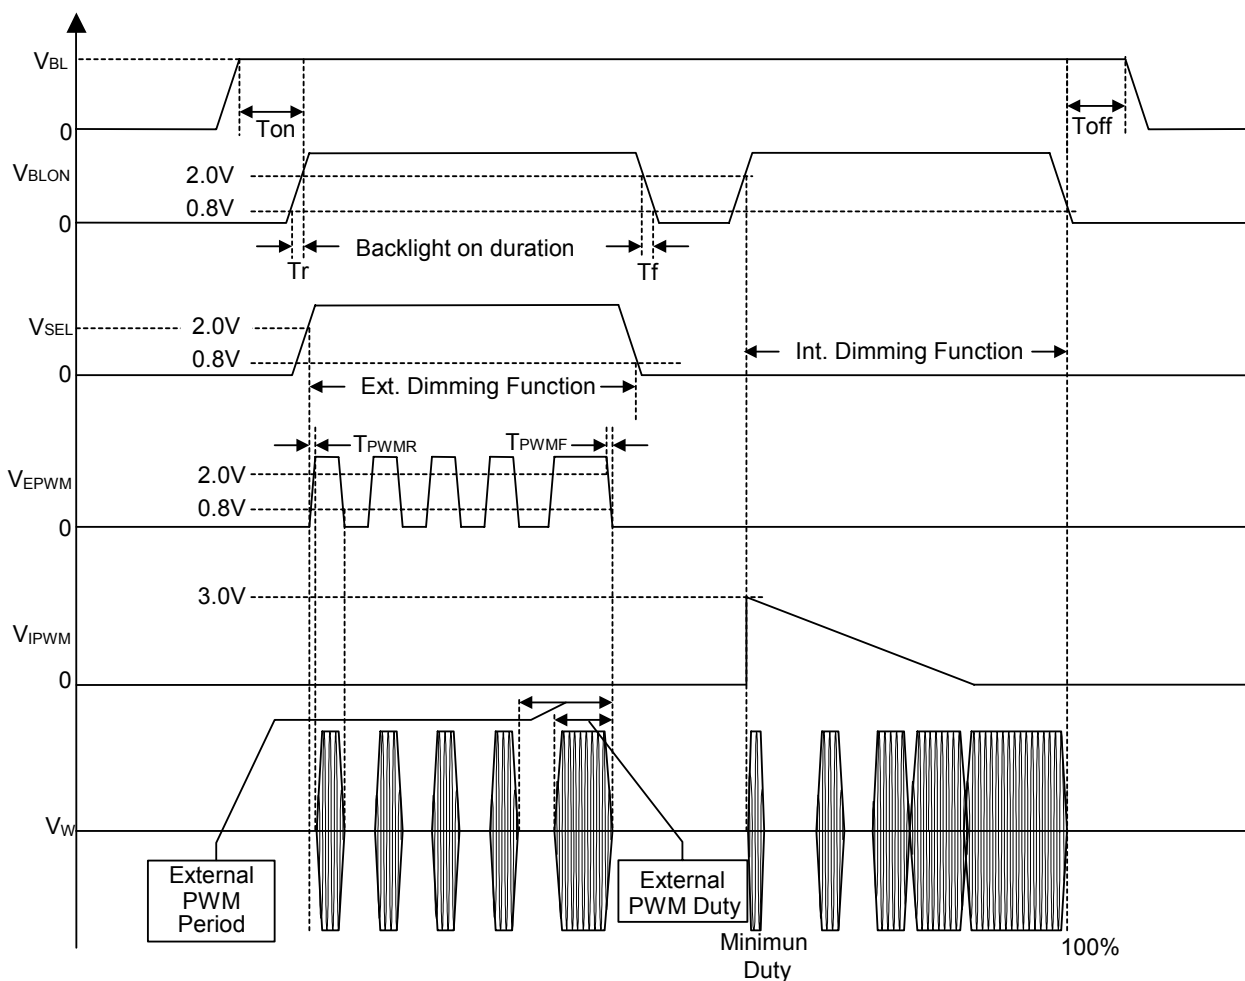 VBL
0
Ton
Toff
VBLON
2.0V
0.8V
0
Backlight on duration
Tr
Tf
VSEL
2.0V
0.8V
0
Int. Dimming Function
Ext. Dimming Function
TPWMR
TPWMF
VEPWM
2.0V
0.8V
0
3.0V
VIPWM
0
VW
External
PWM
Period
External
PWM Duty
Minimun
Duty
100%